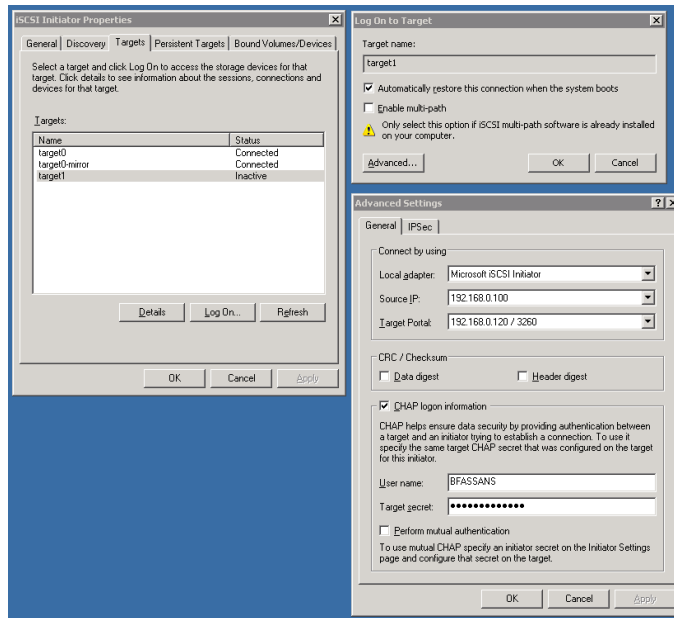 iSCSI Initiator Properties
General Discovery Targets Persistent Targets Bound Volumes/Devices
Select a target and click Log On to access the storage devices for that
target. Click details to see information about the sessions, connections and
devices for that target.
Targets:
Name Status
target0 Connected
target0-mirror Connected
target1 Inactive
Details Log On... Refresh
OK Cancel Apply
Log On to Target
Target name:
target1
Automatically restore this connection when the system boots
Enable multi-path
Only select this option if iSCSI multi-path software is already installed
on your computer.
Advanced... OK Cancel
Advanced Settings
General IPSec
Connect by using
Local adapter: Microsoft iSCSI Initiator
Source IP: 192.168.0.100
Target Portal: 192.168.0.120 / 3260
CRC / Checksum
Data digest Header digest
CHAP logon information
CHAP helps ensure data security by providing authentication between
a target and an initiator trying to establish a connection. To use it
specify the same target CHAP secret that was configured on the target
for this initiator.
User name: BFASSANS
Target secret: •••••••••••••
Perform mutual authentication
To use mutual CHAP specify an initiator secret on the Initiator Settings
page and configure that secret on the target.
OK Cancel Apply